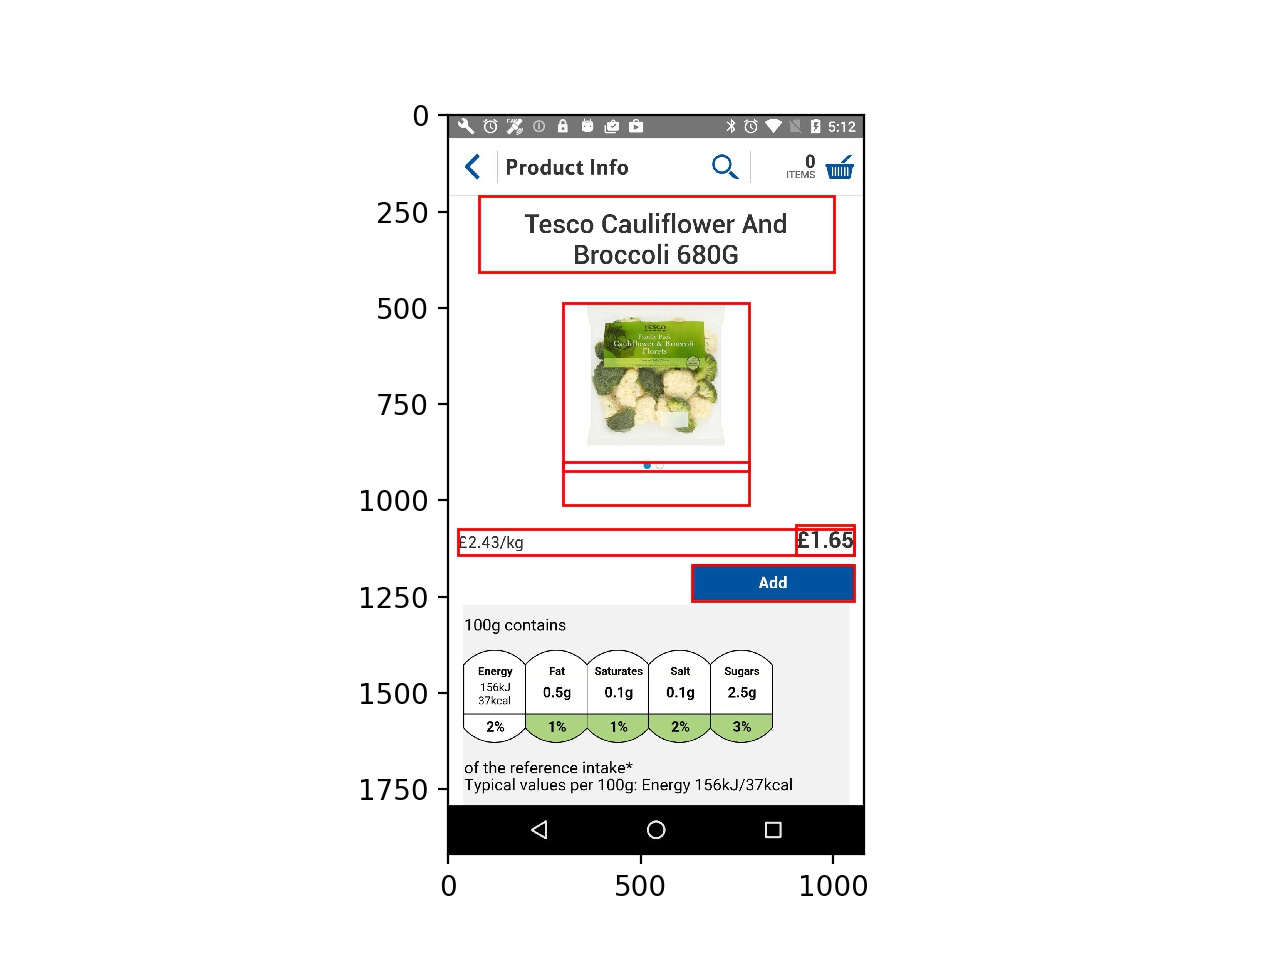 0
250
500
750
1000
1250
1500
1750
0
500
1000
5:12
Product Info
0
ITEMS
Tesco Cauliflower And
Broccoli 680G
TESCO
Family Pack
Cauliflower & Broccoli
Florets
£2.43/kg
£1.65
Add
100g contains
Energy Fat Saturates Salt Sugars
156kJ
37kcal
0.5g 0.1g 0.1g 2.5g
2% 1% 1% 2% 3%
of the reference intake*
Typical values per 100g: Energy 156kJ/37kcal